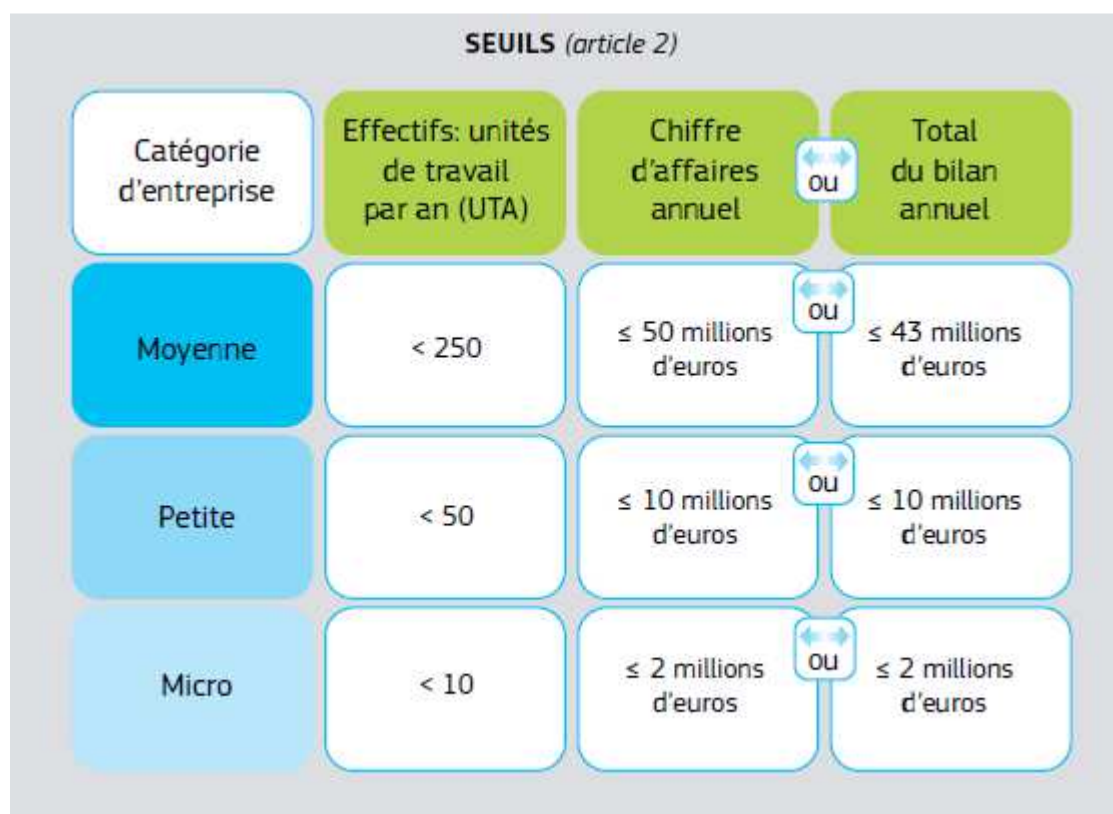 SEUILS (article 2)
Catégorie
d'entreprise
Effectifs: unités
de travail
par an (UTA)
Chiffre
d'affaires
annuel
ou
Total
du bilan
annuel
Moyenne
< 250
≤ 50 millions
d'euros
ou
≤ 43 millions
d'euros
Petite
< 50
≤ 10 millions
d'euros
ou
≤ 10 millions
d'euros
Micro
< 10
≤ 2 millions
d'euros
ou
≤ 2 millions
d'euros